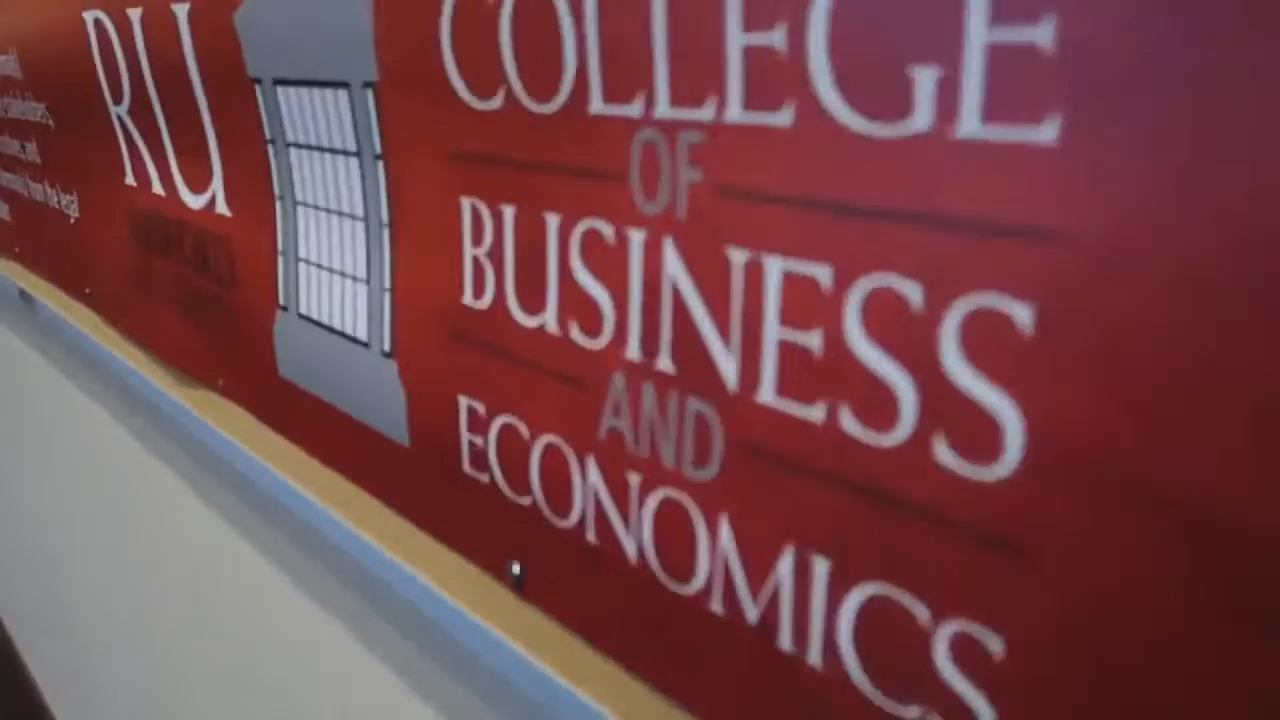 RU
COLLEGE
OF
BUSINESS
AND
ECONOMICS